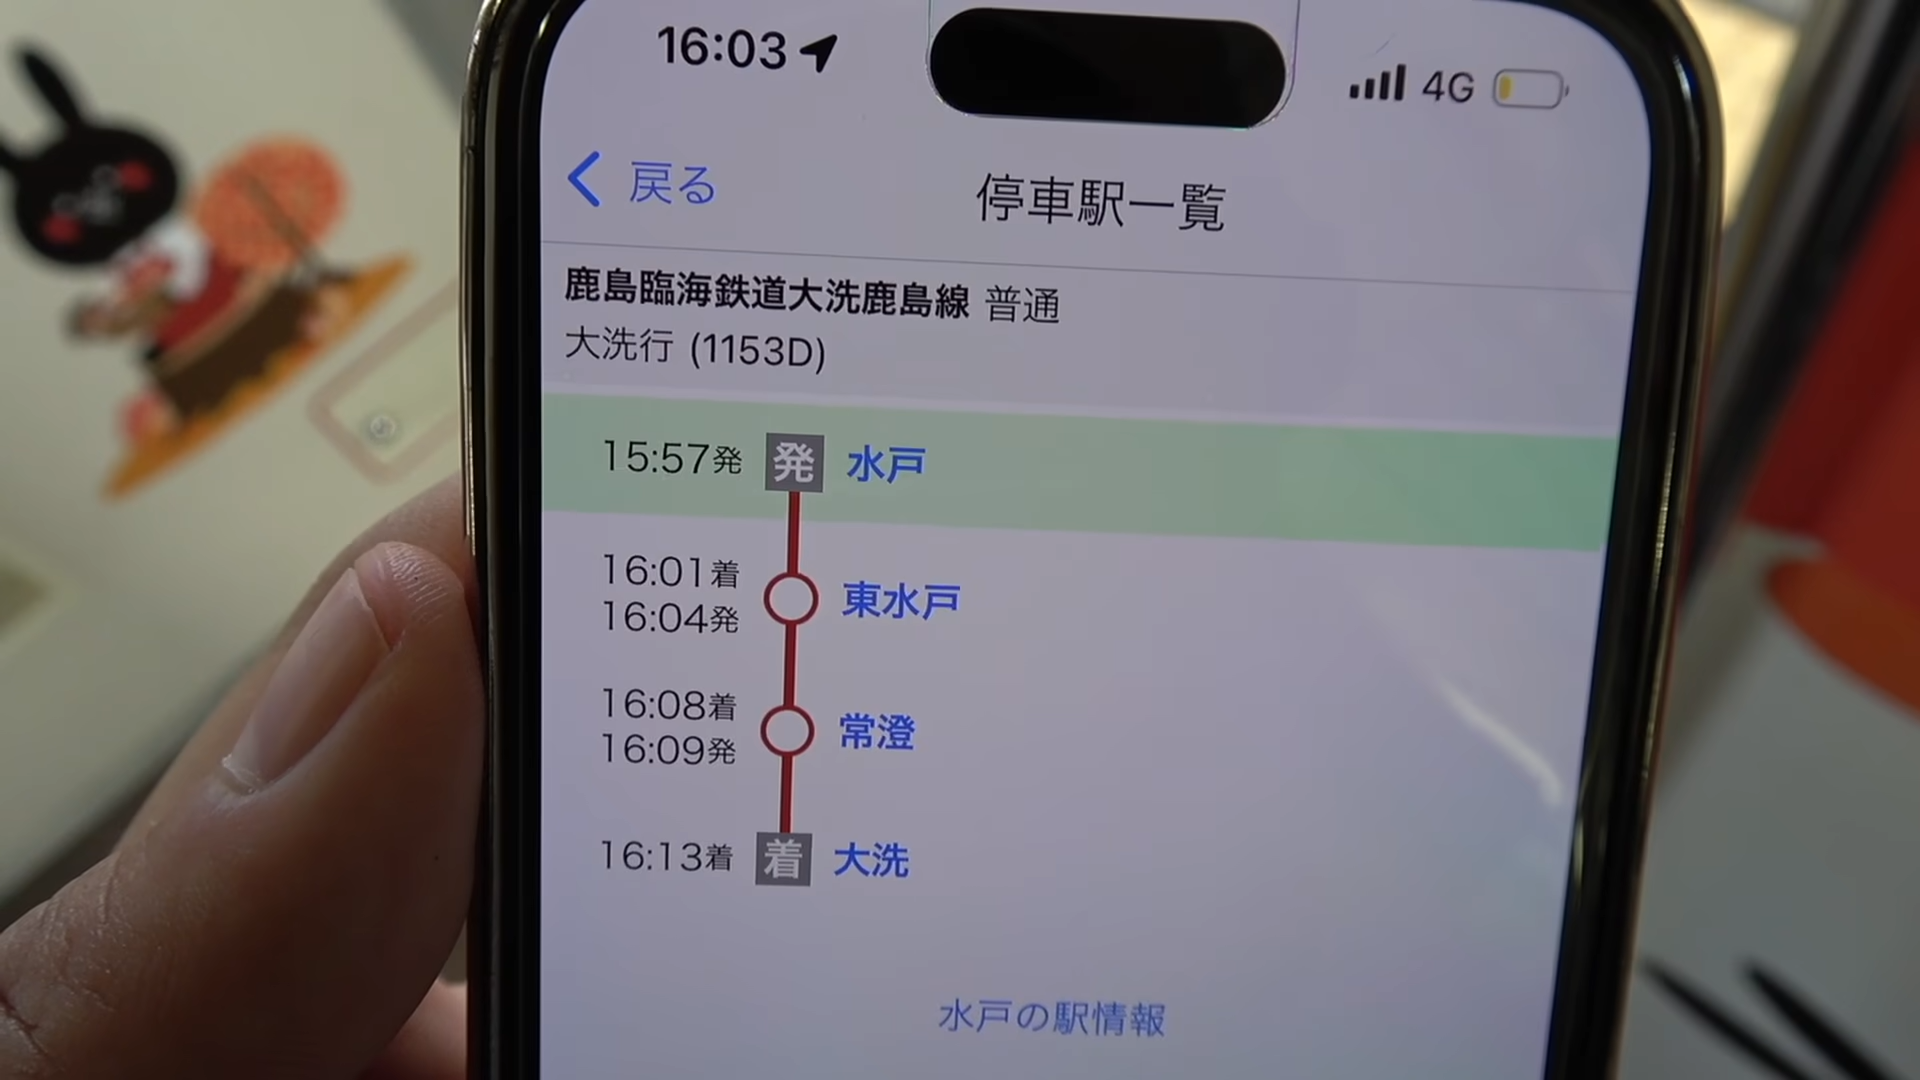 16:03
4G
戻る
停車駅一覧
鹿島臨海鉄道大洗鹿島線 普通
大洗行 (1153D)
15:57発 発 水戸
16:01着
16:04発 東水戸
16:08着
16:09発 常澄
16:13着 着 大洗
水戸の駅情報